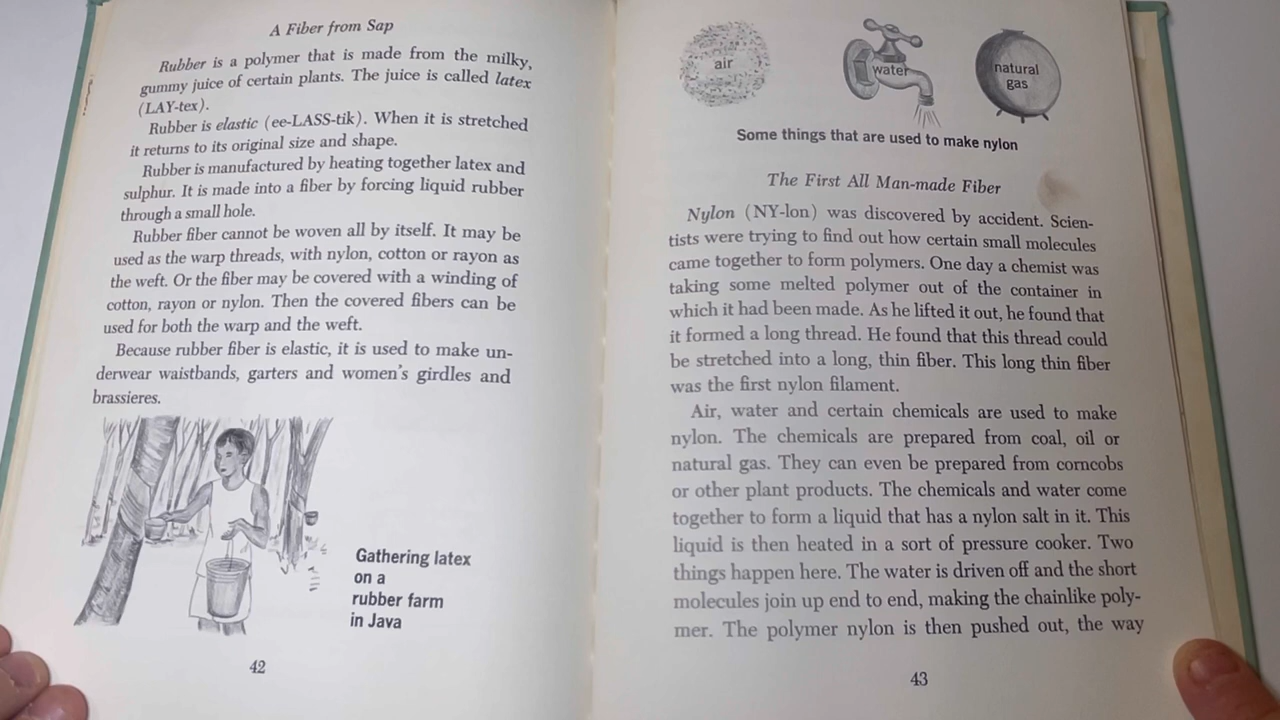 A Fiber from Sap
Rubber is a polymer that is made from the milky,
gummy juice of certain plants. The juice is called latex
(LAY-tex).
Rubber is elastic (ee-LASS-tik). When it is stretched
it returns to its original size and shape.
Rubber is manufactured by heating together latex and
sulphur. It is made into a fiber by forcing liquid rubber
through a small hole.
Rubber fiber cannot be woven all by itself. It may be
used as the warp threads, with nylon, cotton or rayon as
the weft. Or the fiber may be covered with a winding of
cotton, rayon or nylon. Then the covered fibers can be
used for both the warp and the weft.
Because rubber fiber is elastic, it is used to make un-
derwear waistbands, garters and women's girdles and
brassieres.
Gathering latex
on a
rubber farm
in Java
42
air
water
natural
gas
Some things that are used to make nylon
The First All Man-made Fiber
Nylon (NY-lon) was discovered by accident. Scien-
tists were trying to find out how certain small molecules
came together to form polymers. One day a chemist was
taking some melted polymer out of the container in
which it had been made. As he lifted it out, he found that
it formed a long thread. He found that this thread could
be stretched into a long, thin fiber. This long thin fiber
was the first nylon filament.
Air, water and certain chemicals are used to make
nylon. The chemicals are prepared from coal, oil or
natural gas. They can even be prepared from corncobs
or other plant products. The chemicals and water come
together to form a liquid that has a nylon salt in it. This
liquid is then heated in a sort of pressure cooker. Two
things happen here. The water is driven off and the short
molecules join up end to end, making the chainlike poly-
mer. The polymer nylon is then pushed out, the way
43